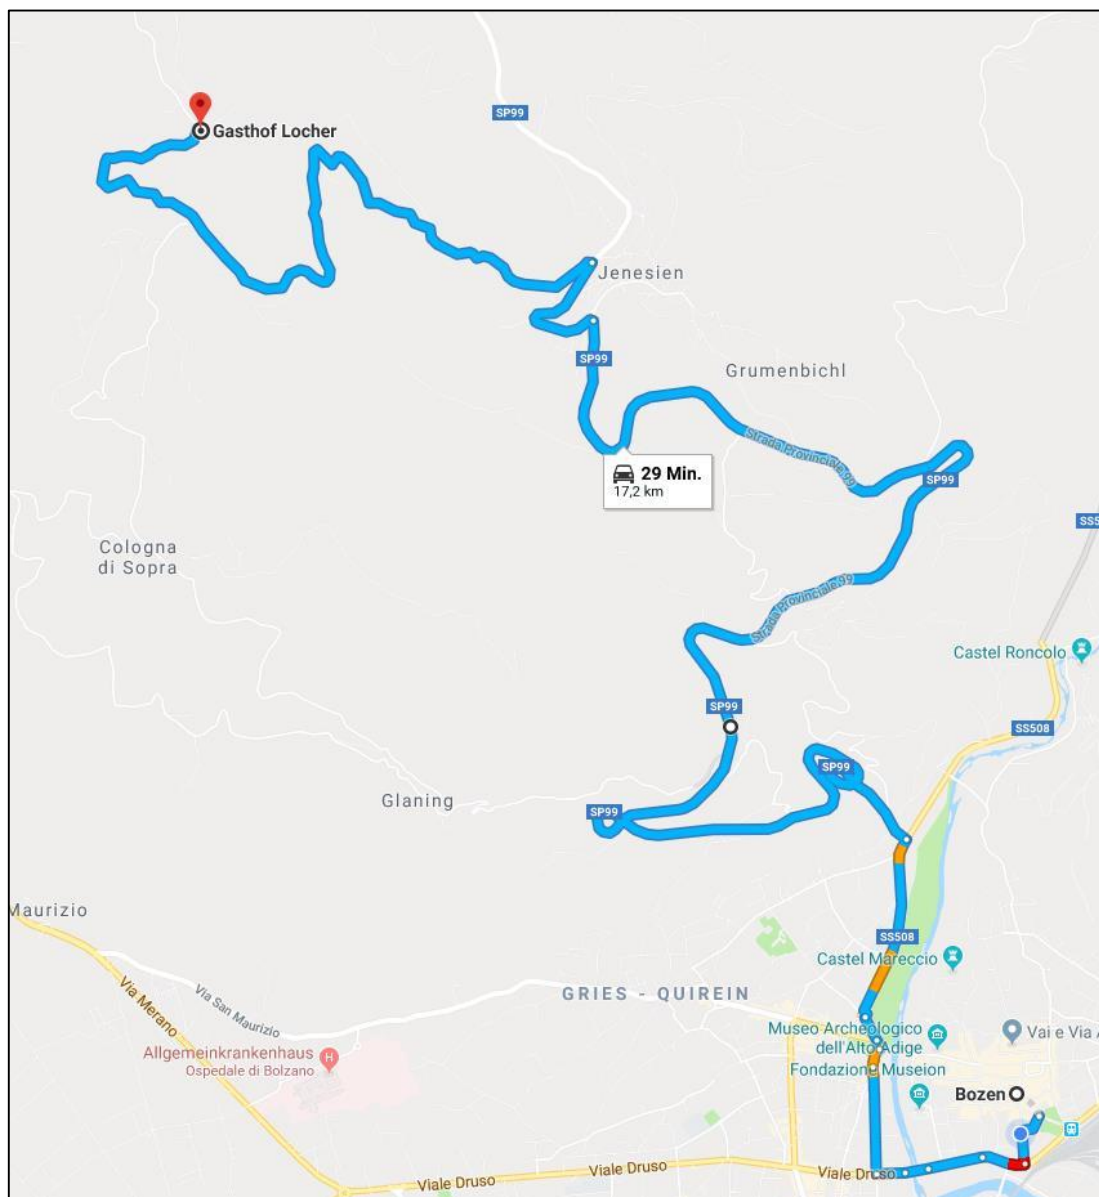 SP99
Gasthof Locher
Jenesien
SP99
Grumenbichl
Strada Provinciale 99
29 Min.
17,2 km
SP99
SS5
Cologna
di Sopra
Strada Provinciale 99
Castel Roncolo
SP99
SS508
SP99
Glaning
SP99
Maurizio
SS508
Castel Mareccio
Via Merano
Via San Maurizio
GRIES - QUIREIN
Museo Archeologico
dell'Alto Adige
Vai e Via A
Allgemeinkrankenhaus
Ospedale di Bolzano
H
Fondazione Museion
Bozen
Viale Druso
Viale Druso
Viale Druso